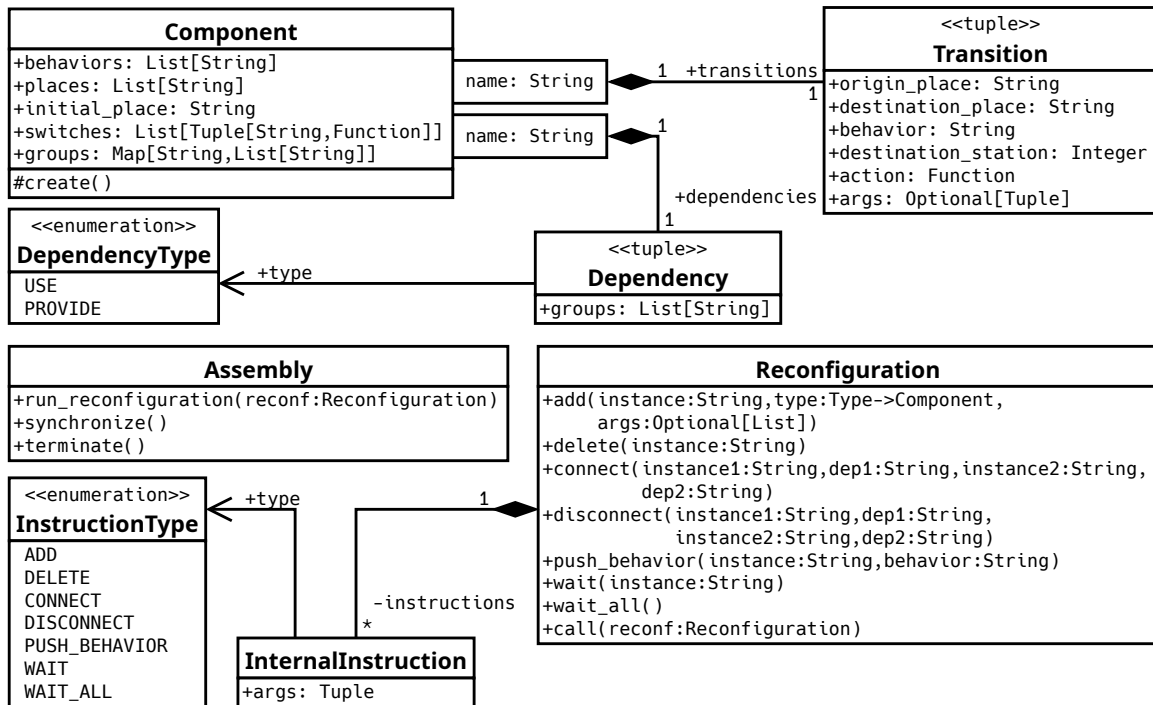 Component
+behaviors: List[String]
+places: List[String]
+initial_place: String
+switches: List[Tuple[String,Function]]
+groups: Map[String,List[String]]
#create()
name: String
name: String
1
+transitions
1
1
+dependencies
1
<<tuple>>
Transition
+origin_place: String
+destination_place: String
+behavior: String
+destination_station: Integer
+action: Function
+args: Optional[Tuple]
<<enumeration>>
DependencyType
USE
PROVIDE
+type
<<tuple>>
Dependency
+groups: List[String]
Assembly
+run_reconfiguration(reconf:Reconfiguration)
+synchronize()
+terminate()
Reconfiguration
+add(instance:String,type:Type->Component,
args:Optional[List])
+delete(instance:String)
+connect(instance1:String,dep1:String,instance2:String,
dep2:String)
+disconnect(instance1:String,dep1:String,
instance2:String,dep2:String)
+push_behavior(instance:String,behavior:String)
+wait(instance:String)
+wait_all()
+call(reconf:Reconfiguration)
<<enumeration>>
InstructionType
ADD
DELETE
CONNECT
DISCONNECT
PUSH_BEHAVIOR
WAIT
WAIT_ALL
+type
1
-instructions
*
InternalInstruction
+args: Tuple